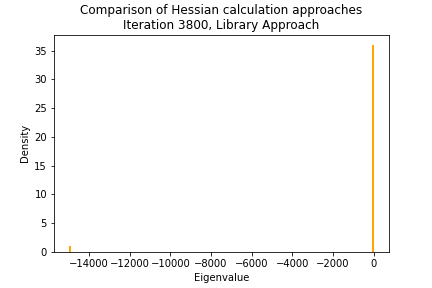 Comparison of Hessian calculation approaches
Iteration 3800, Library Approach
Density
35
30
25
20
15
10
5
0
−14000 −12000 −10000 −8000 −6000 −4000 −2000 0
Eigenvalue